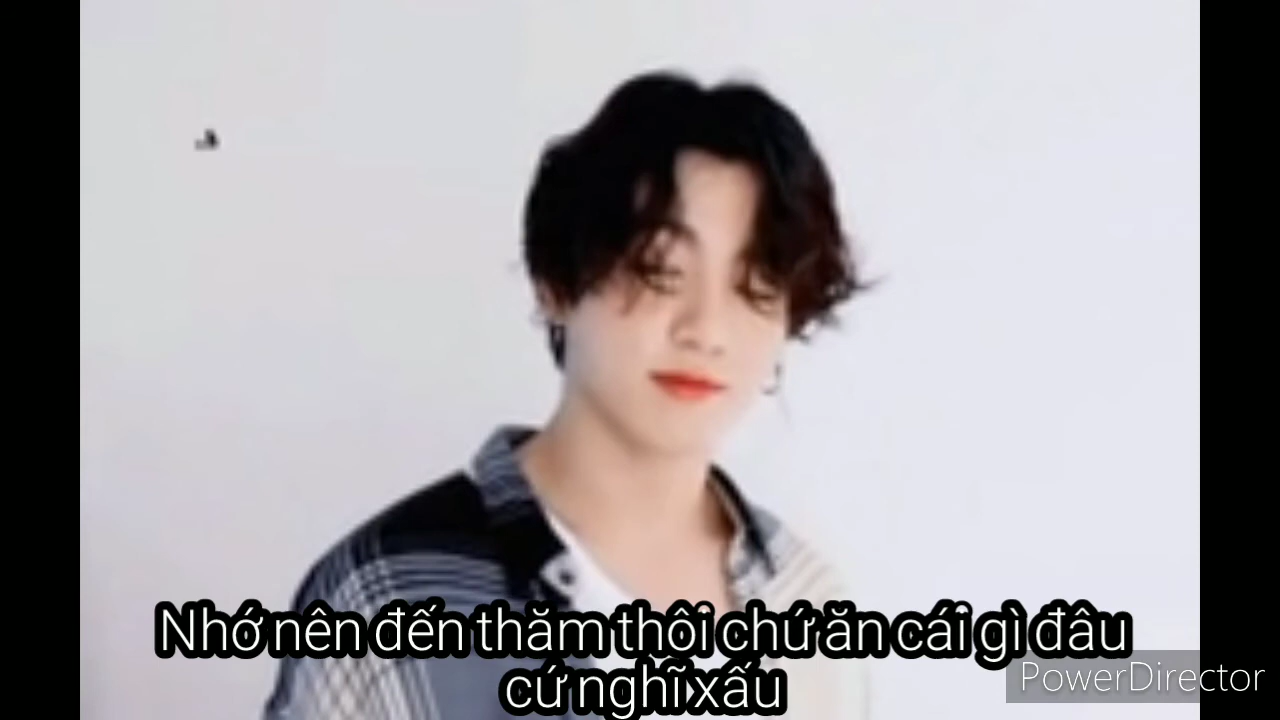 Nhớ nên đến thăm thôi chứ ăn cái gì đâu
cứ nghĩ xấu
PowerDirector